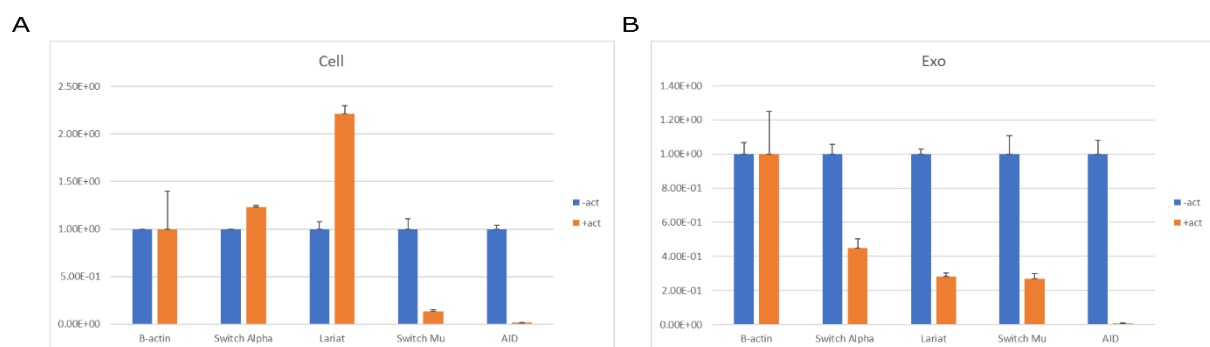 A
Cell
2.50E+00
2.00E+00
1.50E+00
1.00E+00
5.00E-01
0.00E+00
B-actin Switch Alpha Lariat Switch Mu AID
-act
+act
B
Exo
1.40E+00
1.20E+00
1.00E+00
8.00E-01
6.00E-01
4.00E-01
2.00E-01
0.00E+00
B-actin Switch Alpha Lariat Switch Mu AID
-act
+act